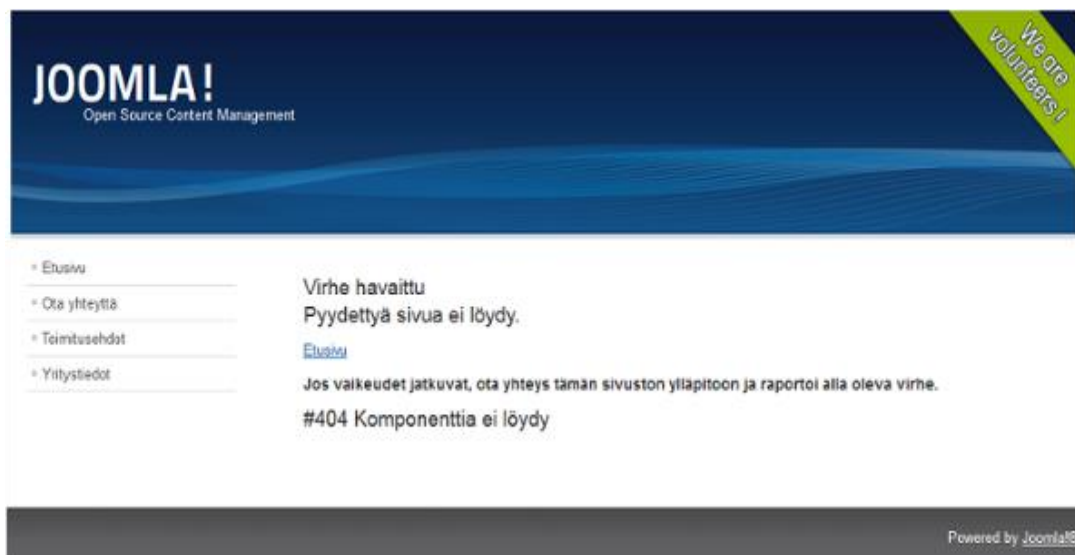 JOOMLA!
Open Source Content Management
We are
volunteers!
Etusivu
Ota yhteyttä
Toimitusehdot
Yritystiedot
Virhe havaittu
Pyydettyä sivua ei löydy.
Etusivu
Jos vaikeudet jatkuvat, ota yhteys tämän sivuston ylläpitoon ja raportoi alla oleva virhe.
#404 Komponenttia ei löydy
Powered by Joomla!®